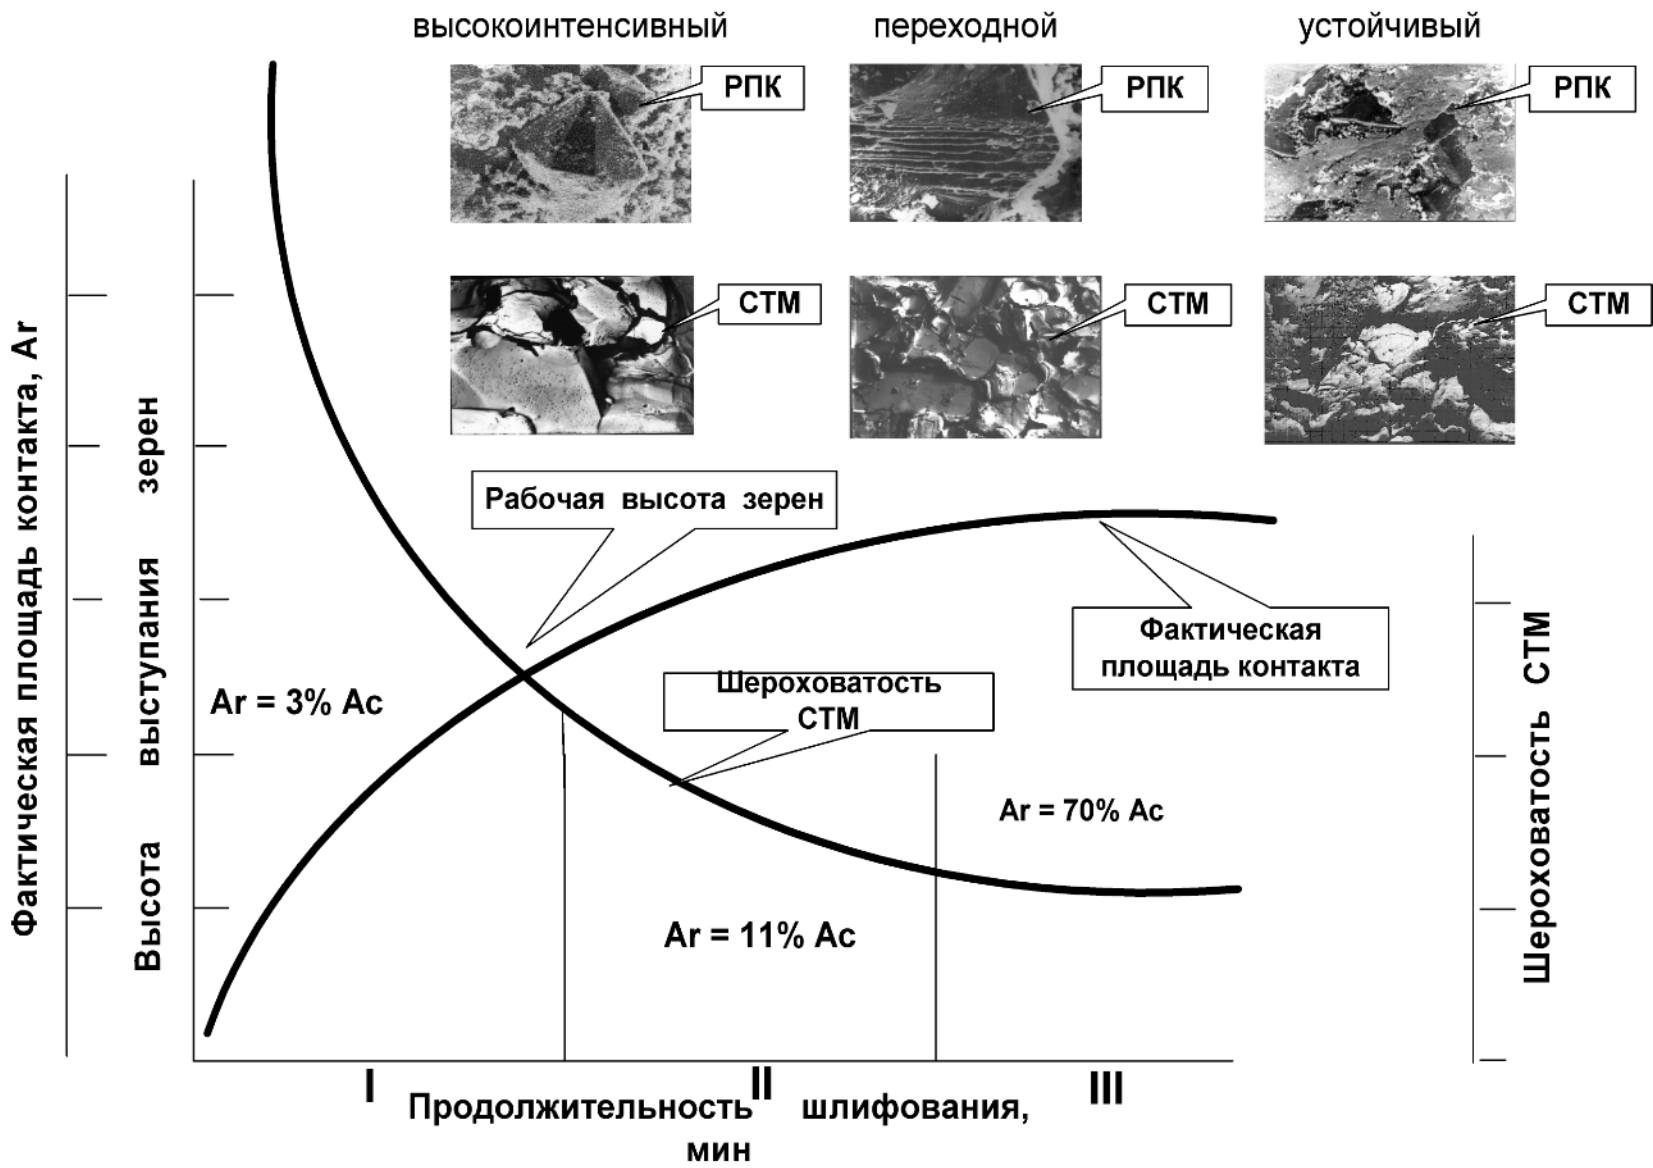 высокоинтенсивный
переходной
устойчивый
РПК
РПК
РПК
СТМ
СТМ
СТМ
Фактическая площадь контакта, Ar
Высота выступания зерен
Рабочая высота зерен
Фактическая
площадь контакта
Шероховатость
СТМ
Ar = 3% Ac
Ar = 70% Ac
Ar = 11% Ac
Шероховатость СТМ
I
II
III
Продолжительность шлифования,
мин